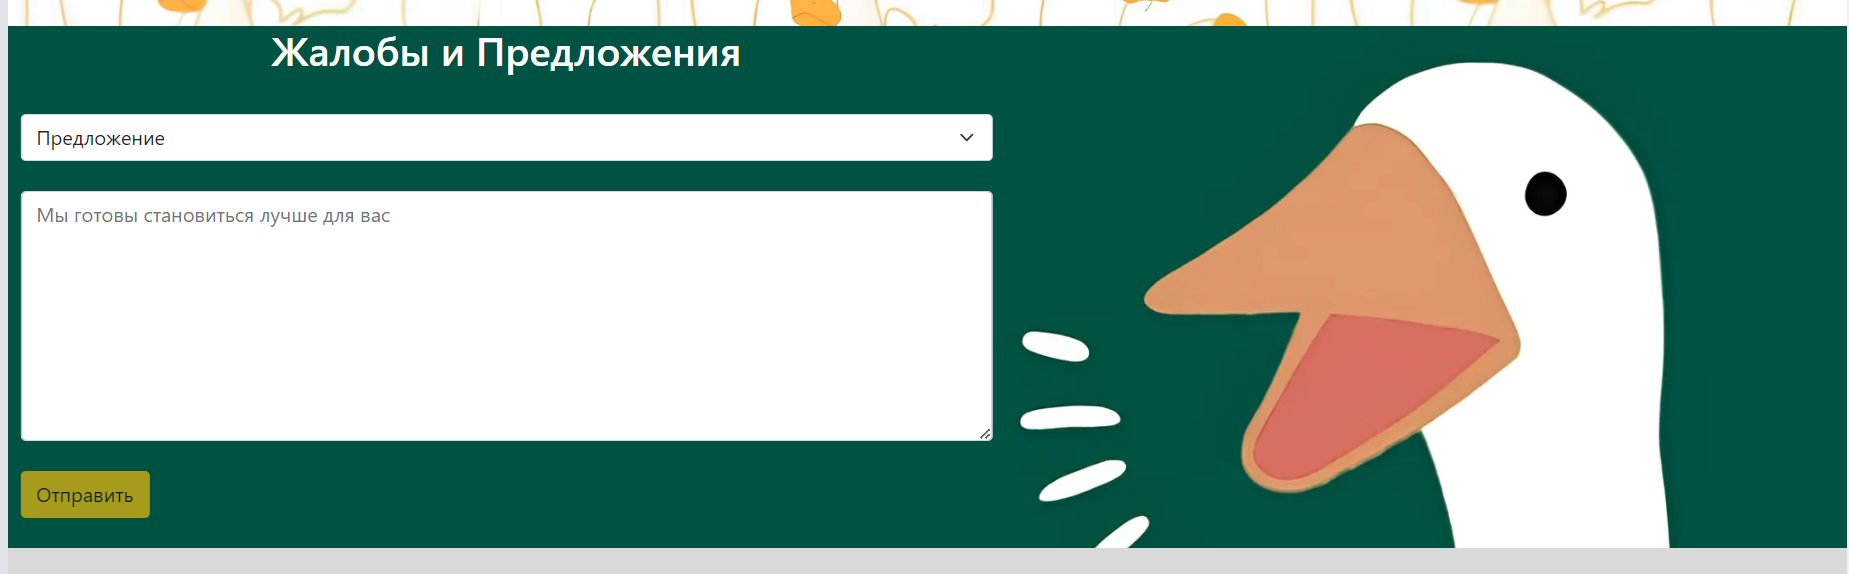 Жалобы и Предложения
Предложение
Мы готовы становиться лучше для вас
Отправить